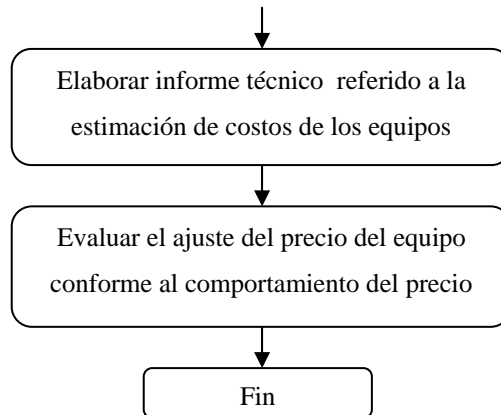 Elaborar informe técnico referido a la
estimación de costos de los equipos
Evaluar el ajuste del precio del equipo
conforme al comportamiento del precio
Fin